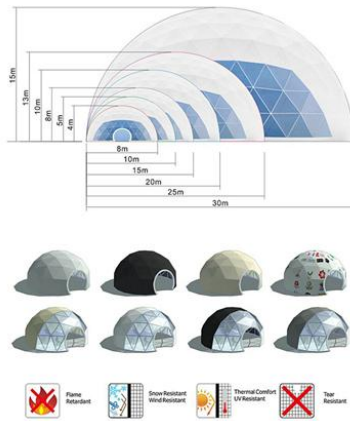 15m
13m
10m
8m
5m
4m
8m
10m
15m
20m
25m
30m
Flame
Retardant
Snow Resistant
Wind Resistant
Thermal Comfort
UV Resistant
Tear
Resistant